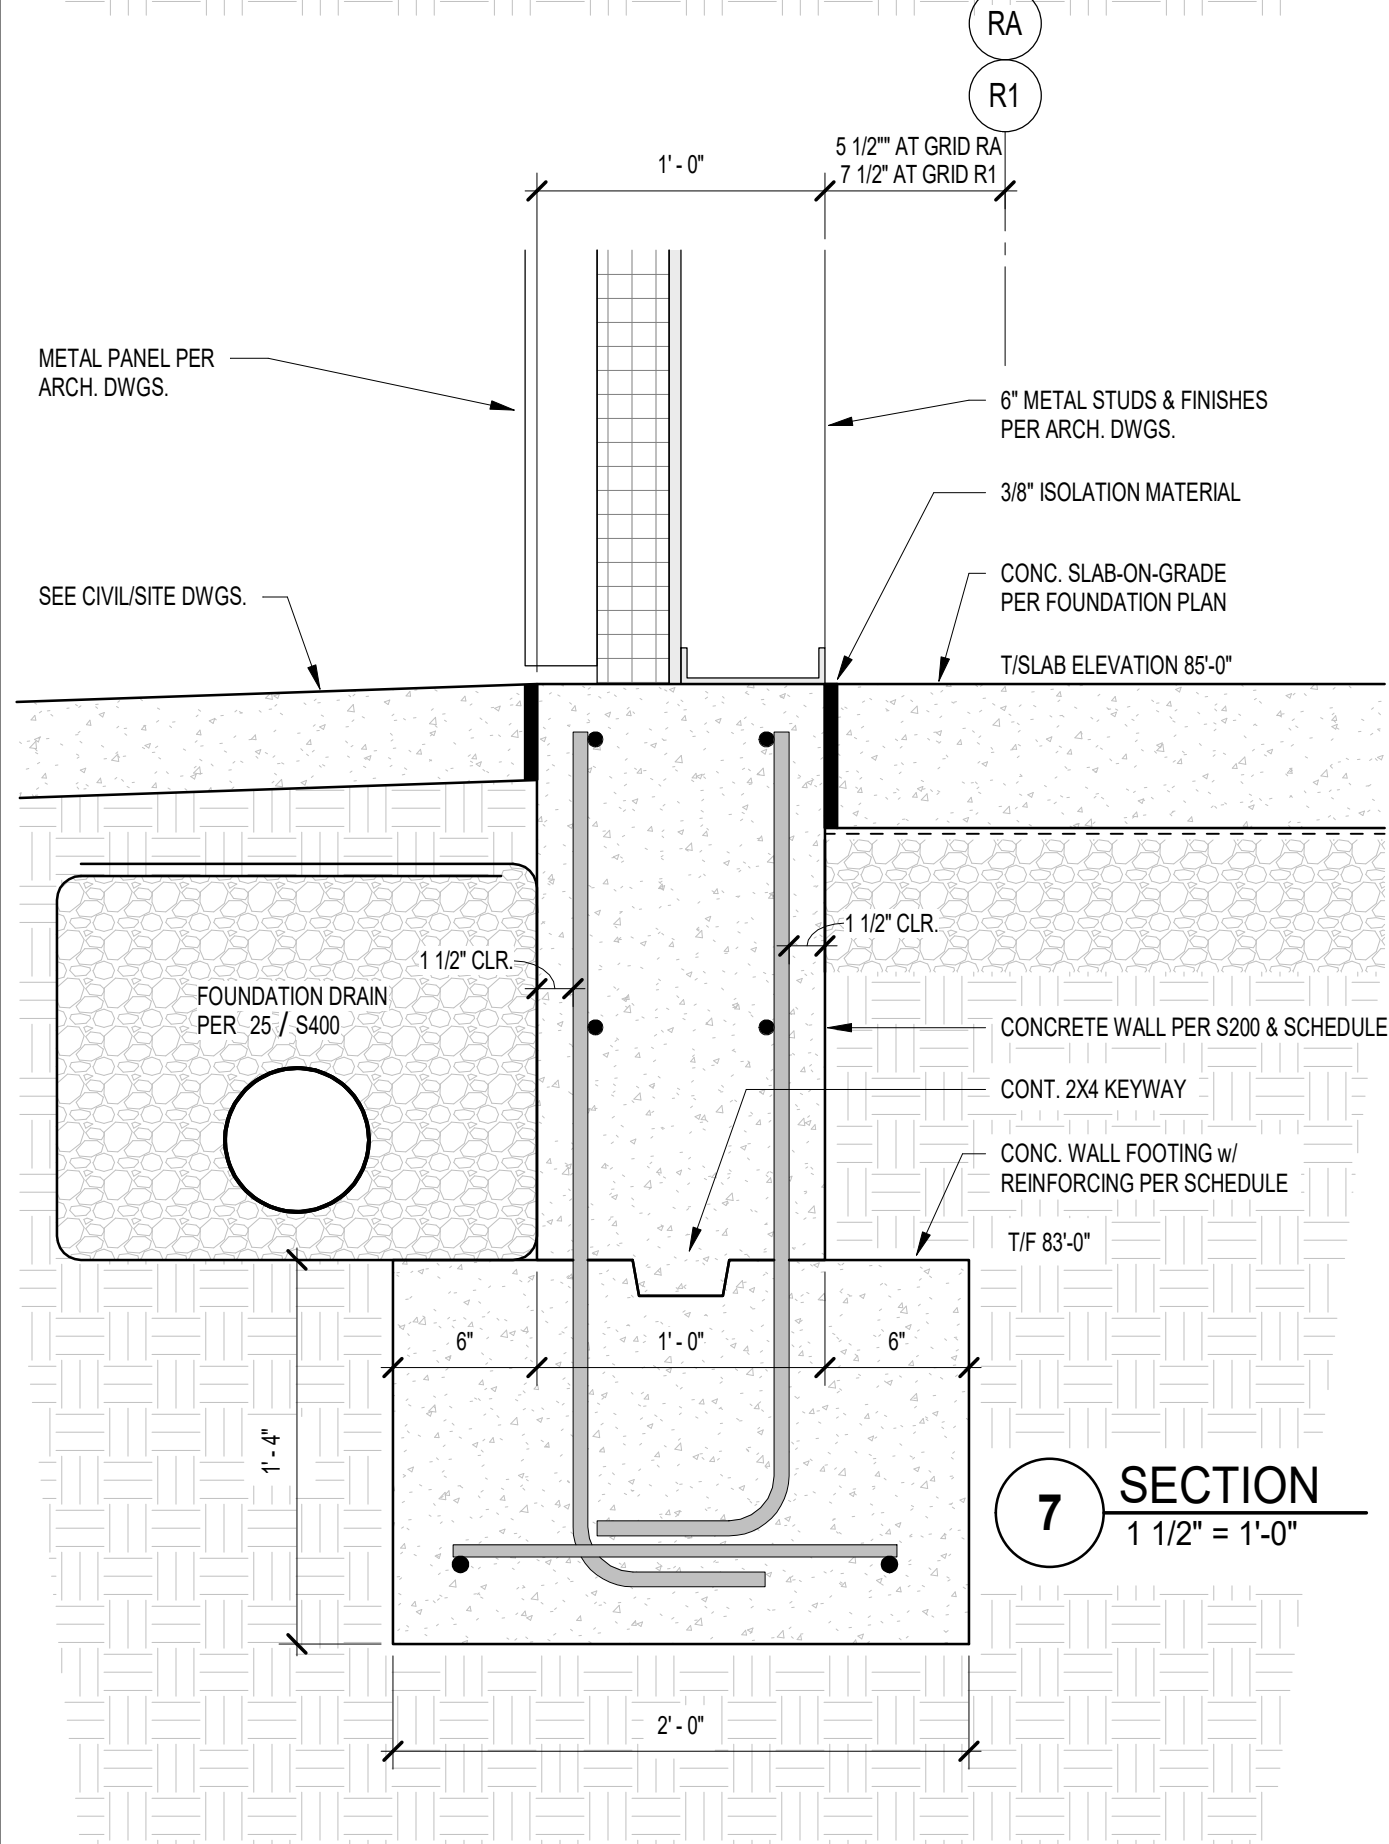 RA
R1
1' - 0"
5 1/2"" AT GRID RA
7 1/2" AT GRID R1
METAL PANEL PER
ARCH. DWGS.
6" METAL STUDS & FINISHES
PER ARCH. DWGS.
3/8" ISOLATION MATERIAL
SEE CIVIL/SITE DWGS.
CONC. SLAB-ON-GRADE
PER FOUNDATION PLAN
T/SLAB ELEVATION 85'-0"
1 1/2" CLR.
1 1/2" CLR.
FOUNDATION DRAIN
PER 25 / S400
CONCRETE WALL PER S200 & SCHEDULE
CONT. 2X4 KEYWAY
CONC. WALL FOOTING w/
REINFORCING PER SCHEDULE
T/F 83'-0"
6"
1' - 0"
6"
1' - 4"
7
SECTION
1 1/2" = 1'-0"
2' - 0"